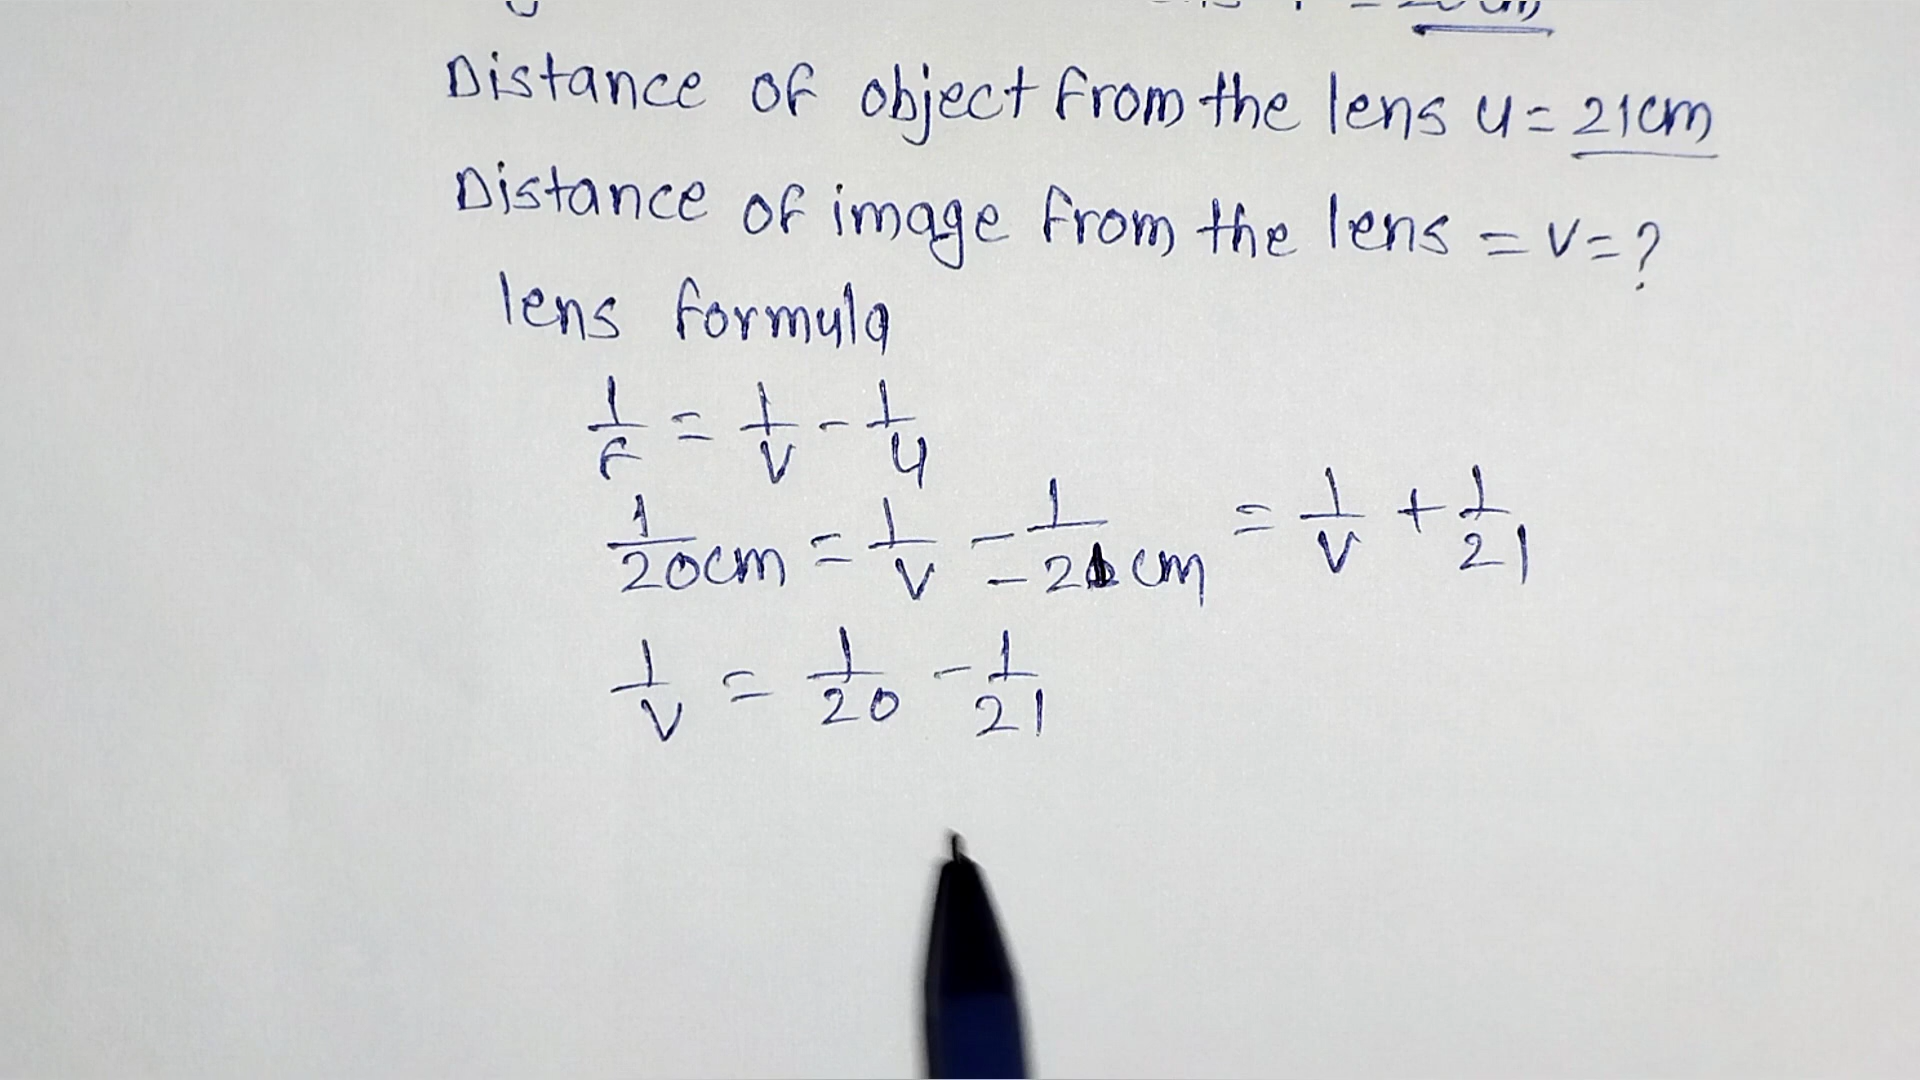 Distance of object from the lens u = 21cm
Distance of image from the lens = v = ?
lens formula
1/f = 1/v - 1/u
1/20cm = 1/v - 1/-21cm = 1/v + 1/21
1/v = 1/20 - 1/21